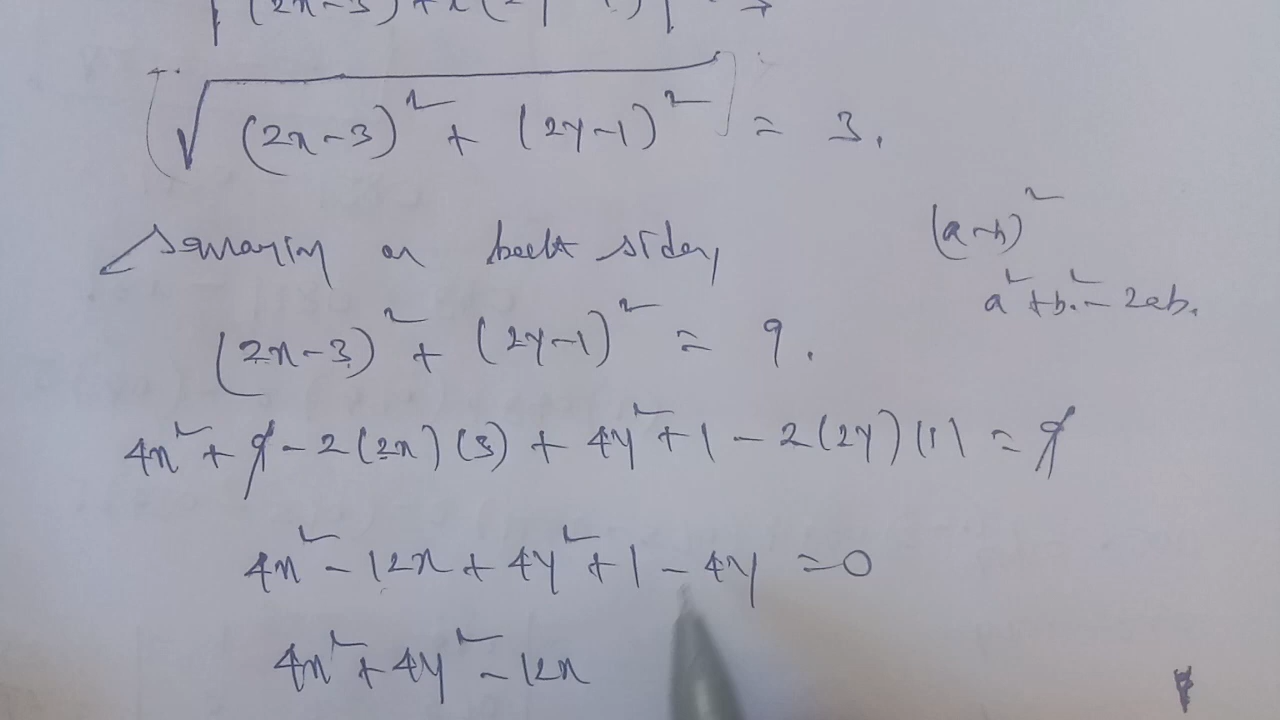 √(2x-3)² + (2y-1)² = 3.
Squaring on both sides,
(a-b)²
a² + b² - 2ab.
(2x-3)² + (2y-1)² = 9.
4x² + 9 - 2(2x)(3) + 4y² + 1 - 2(2y)(1) = 9
4x² - 12x + 4y² + 1 - 4y = 0
4x² + 4y² - 12x